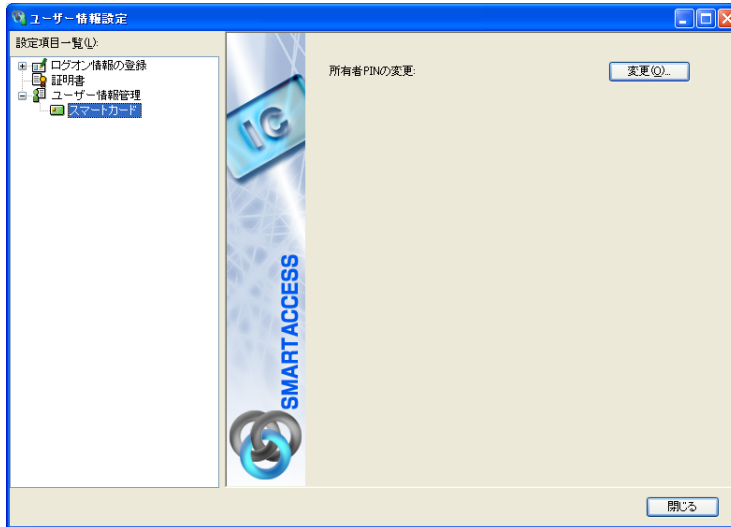 ユーザー情報設定
設定項目一覧(L):
ログオン情報の登録
証明書
ユーザー情報管理
スマートカード
IC
SMARTACCESS
所有者PINの変更:
変更(O)...
閉じる